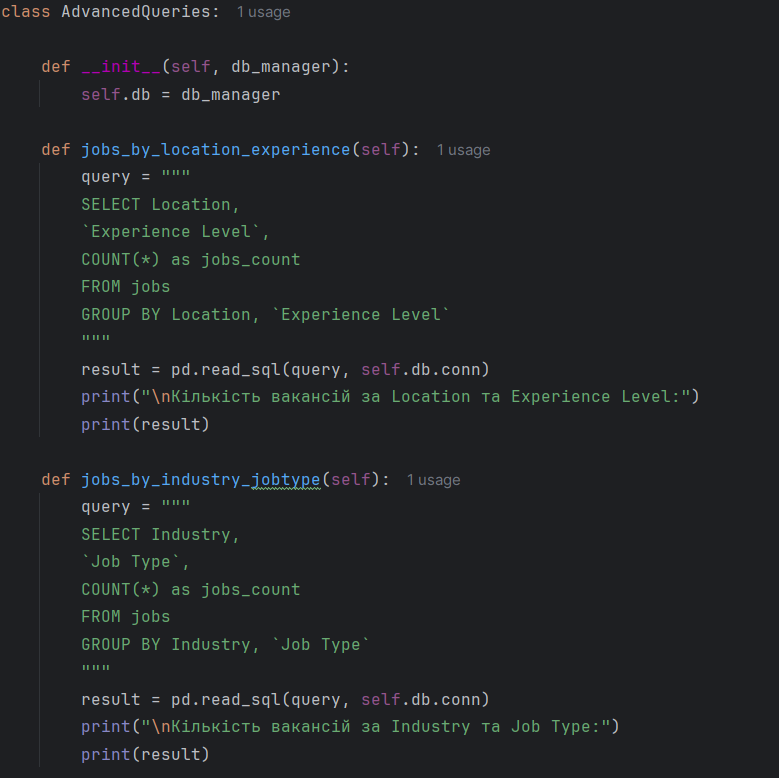 class AdvancedQueries:  1 usage
    def __init__(self, db_manager):
        self.db = db_manager
    def jobs_by_location_experience(self):  1 usage
        query = """
        SELECT Location,
        `Experience Level`,
        COUNT(*) as jobs_count
        FROM jobs
        GROUP BY Location, `Experience Level`
        """
        result = pd.read_sql(query, self.db.conn)
        print("\nКількість вакансій за Location та Experience Level:")
        print(result)
    def jobs_by_industry_jobtype(self):  1 usage
        query = """
        SELECT Industry,
        `Job Type`,
        COUNT(*) as jobs_count
        FROM jobs
        GROUP BY Industry, `Job Type`
        """
        result = pd.read_sql(query, self.db.conn)
        print("\nКількість вакансій за Industry та Job Type:")
        print(result)